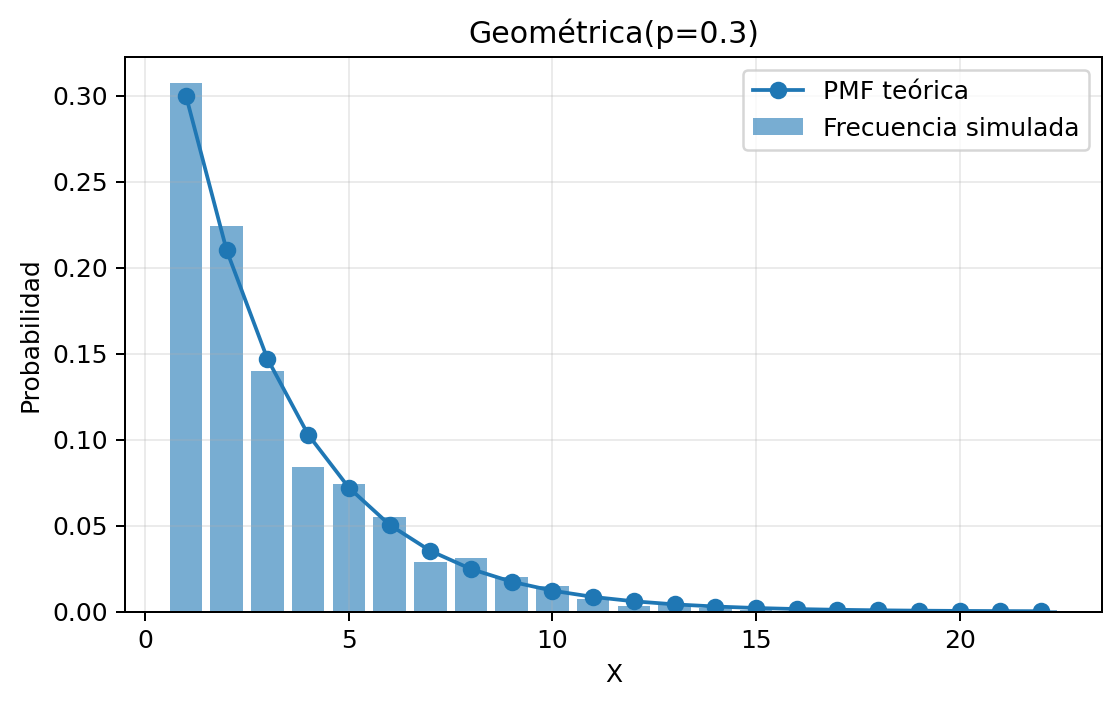 Geométrica(p=0.3)
PMF teórica
Frecuencia simulada
Probabilidad
0.30
0.25
0.20
0.15
0.10
0.05
0.00
0 5 10 15 20
X